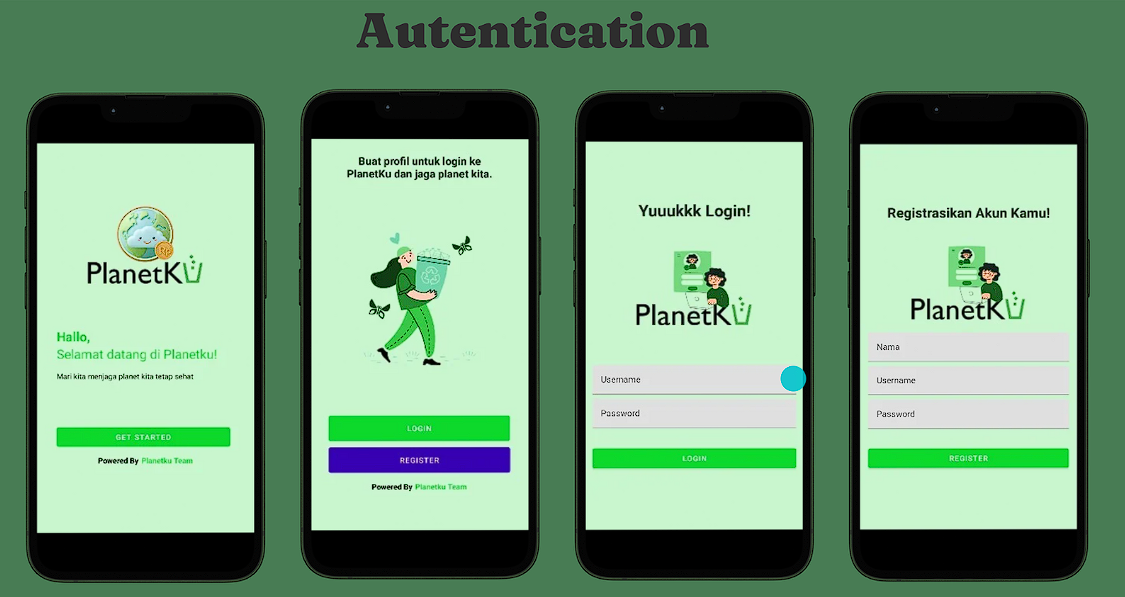 Autentication
PlanetKU
Hallo,
Selamat datang di Planetku!
Mari kita menjaga planet kita tetap sehat
GET STARTED
Powered By Planetku Team
Buat profil untuk login ke
PlanetKu dan jaga planet kita.
LOGIN
REGISTER
Powered By Planetku Team
Yuuukkk Login!
PlanetKU
Username
Password
LOGIN
Registrasikan Akun Kamu!
PlanetKU
Nama
Username
Password
REGISTER